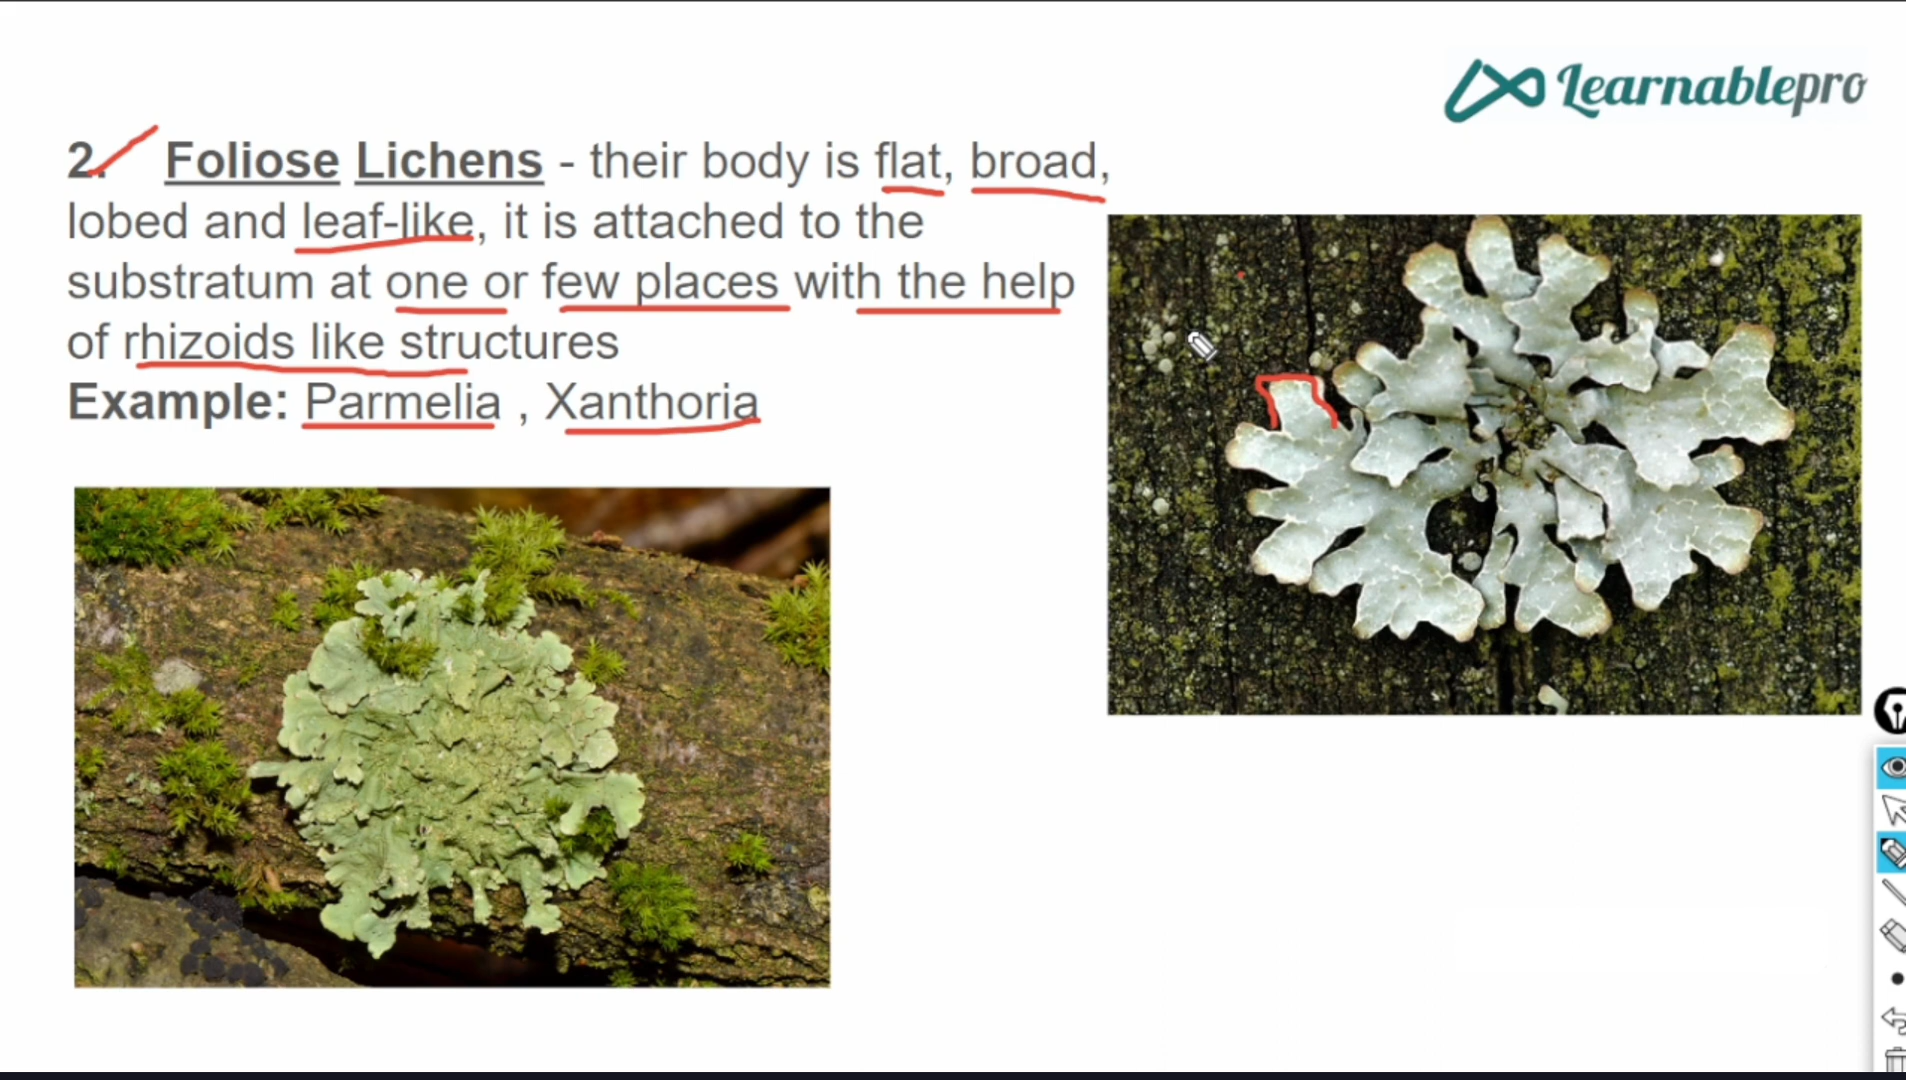 Learnablepro
2. Foliose Lichens - their body is flat, broad,
lobed and leaf-like, it is attached to the
substratum at one or few places with the help
of rhizoids like structures
Example: Parmelia , Xanthoria